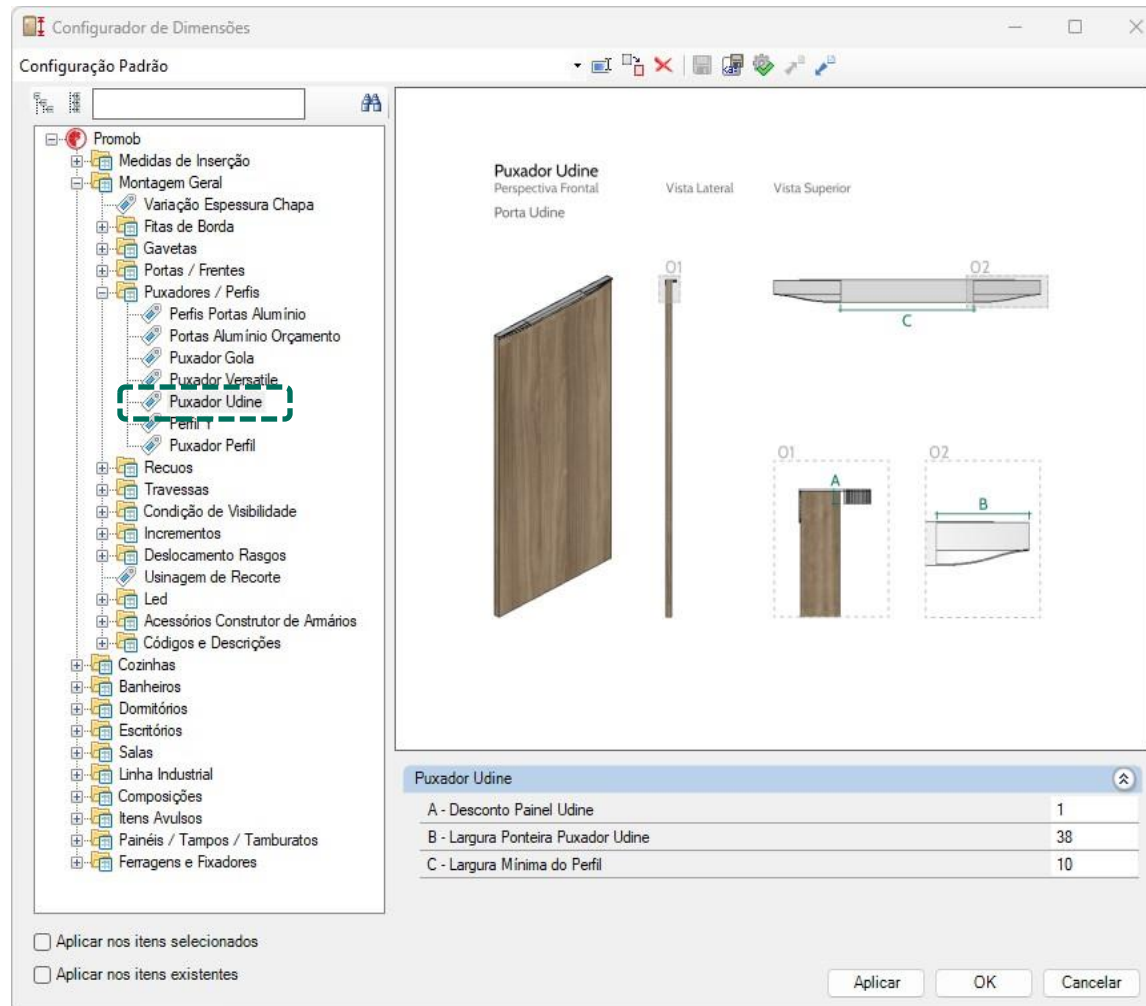 Configurador de Dimensões
Configuração Padrão
Promob
Medidas de Inserção
Montagem Geral
Variação Espessura Chapa
Fitas de Borda
Gavetas
Portas / Frentes
Puxadores / Perfis
Perfis Portas Alumínio
Portas Alumínio Orçamento
Puxador Gola
Puxador Versatile
Puxador Udine
Perfil Y
Puxador Perfil
Recuos
Travessas
Condição de Visibilidade
Incrementos
Deslocamento Rasgos
Usinagem de Recorte
Led
Acessórios Construtor de Armários
Códigos e Descrições
Cozinhas
Banheiros
Dormitórios
Escritórios
Salas
Linha Industrial
Composições
Itens Avulsos
Painéis / Tampos / Tamburatos
Ferragens e Fixadores
Puxador Udine
Perspectiva Frontal Vista Lateral Vista Superior
Porta Udine
01 02
C
01 02
A
B
Puxador Udine
A - Desconto Painel Udine 1
B - Largura Ponteira Puxador Udine 38
C - Largura Mínima do Perfil 10
Aplicar nos itens selecionados
Aplicar nos itens existentes
Aplicar OK Cancelar